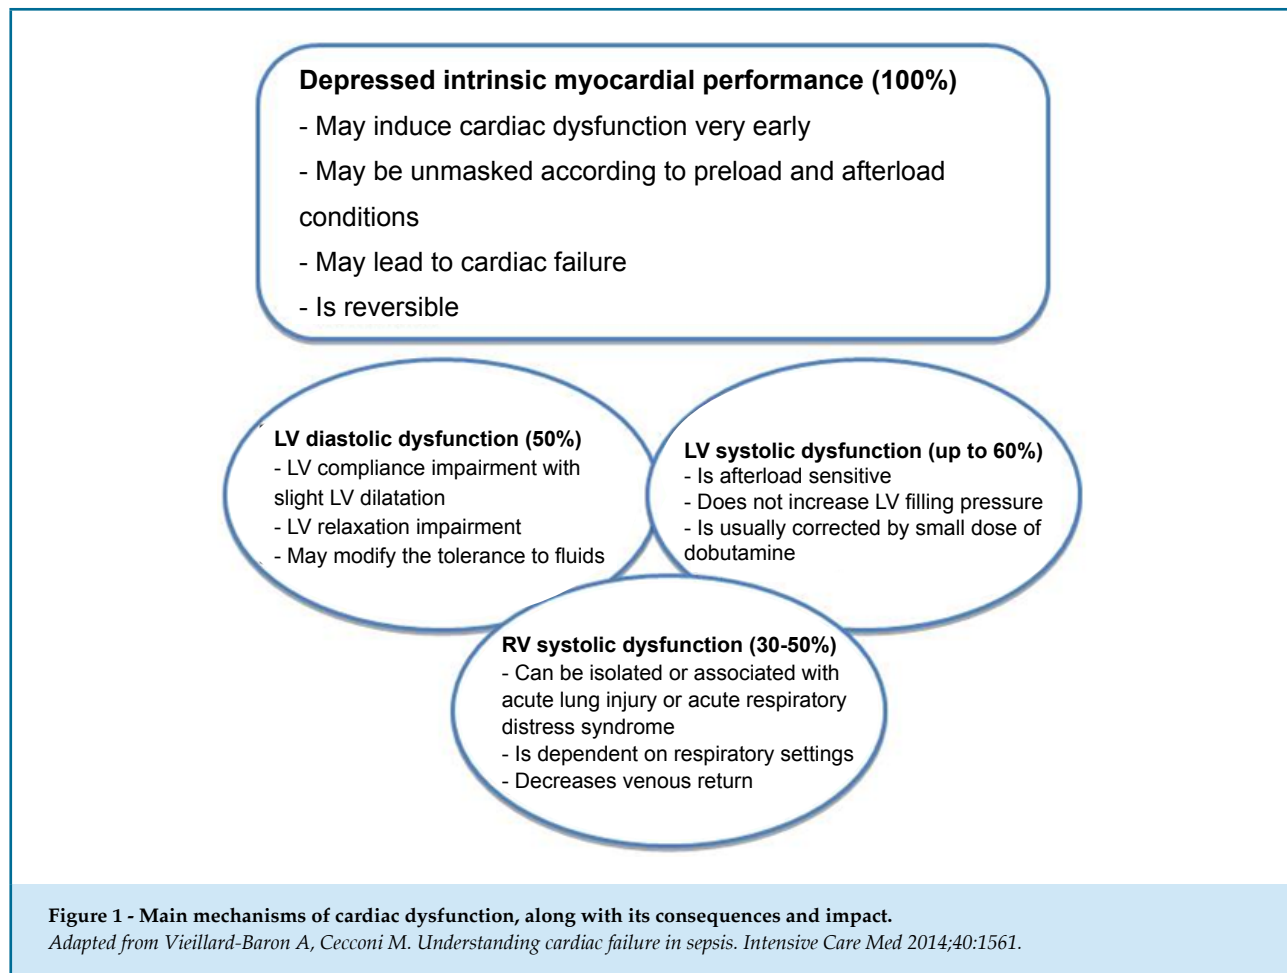 Depressed intrinsic myocardial performance (100%)
- May induce cardiac dysfunction very early
- May be unmasked according to preload and afterload
conditions
- May lead to cardiac failure
- Is reversible
LV diastolic dysfunction (50%)
- LV compliance impairment with
slight LV dilatation
- LV relaxation impairment
- May modify the tolerance to fluids
LV systolic dysfunction (up to 60%)
- Is afterload sensitive
- Does not increase LV filling pressure
- Is usually corrected by small dose of
dobutamine
RV systolic dysfunction (30-50%)
- Can be isolated or associated with
acute lung injury or acute respiratory
distress syndrome
- Is dependent on respiratory settings
- Decreases venous return
Figure 1 - Main mechanisms of cardiac dysfunction, along with its consequences and impact.
Adapted from Vieillard-Baron A, Cecconi M. Understanding cardiac failure in sepsis. Intensive Care Med 2014;40:1561.